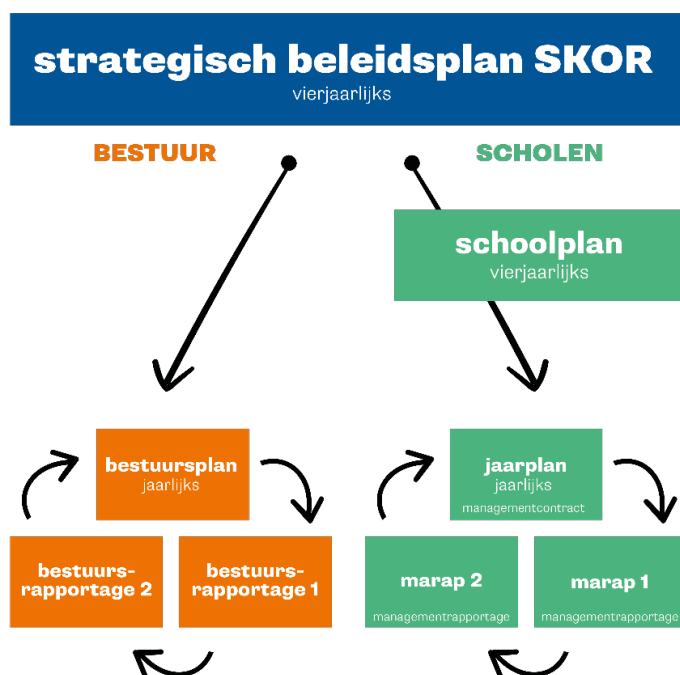 strategisch beleidsplan SKOR
vierjaarlijks
BESTUUR
SCHOLEN
schoolplan
vierjaarlijks
bestuursplan
jaarlijks
jaarplan
jaarlijks
managementcontract
bestuurs-
rapportage 2
bestuurs-
rapportage 1
marap 2
managementrapportage
marap 1
managementrapportage